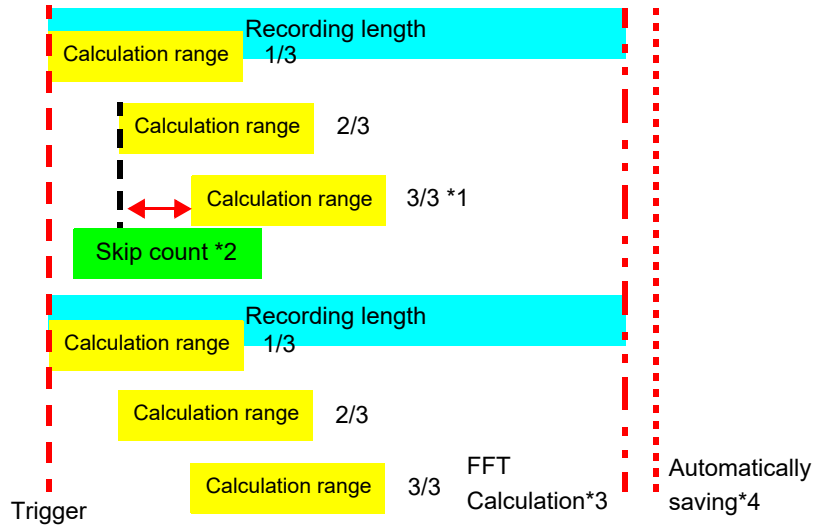 Recording length
Calculation range 1/3
Calculation range 2/3
Calculation range 3/3 *1
Skip count *2
Recording length
Calculation range 1/3
Calculation range 2/3
Calculation range 3/3
FFT
Calculation*3
Automatically
saving*4
Trigger